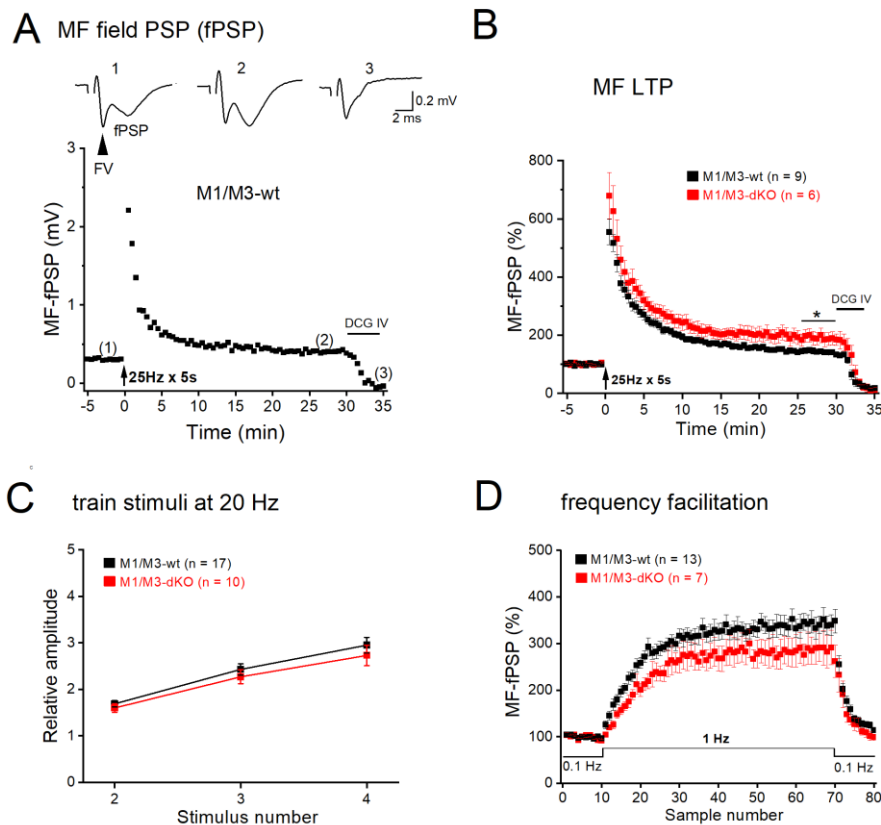 A MF field PSP (fPSP)
1 2 3
0.2 mV
2 ms
fPSP
FV
M1/M3-wt
MF-fPSP (mV)
3
2
1
0
(1)
(2)
(3)
DCG IV
25Hz x 5s
-5 0 5 10 15 20 25 30 35
Time (min)
B
MF LTP
M1/M3-wt (n = 9)
M1/M3-dKO (n = 6)
MF-fPSP (%)
800
600
400
200
0
*
DCG IV
25Hz x 5s
-5 0 5 10 15 20 25 30 35
Time (min)
C train stimuli at 20 Hz
M1/M3-wt (n = 17)
M1/M3-dKO (n = 10)
Relative amplitude
5
4
3
2
1
0
2 3 4
Stimulus number
D frequency facilitation
M1/M3-wt (n = 13)
M1/M3-dKO (n = 7)
MF-fPSP (%)
500
400
300
200
100
0
0.1 Hz
1 Hz
0.1 Hz
0 10 20 30 40 50 60 70 80
Sample number